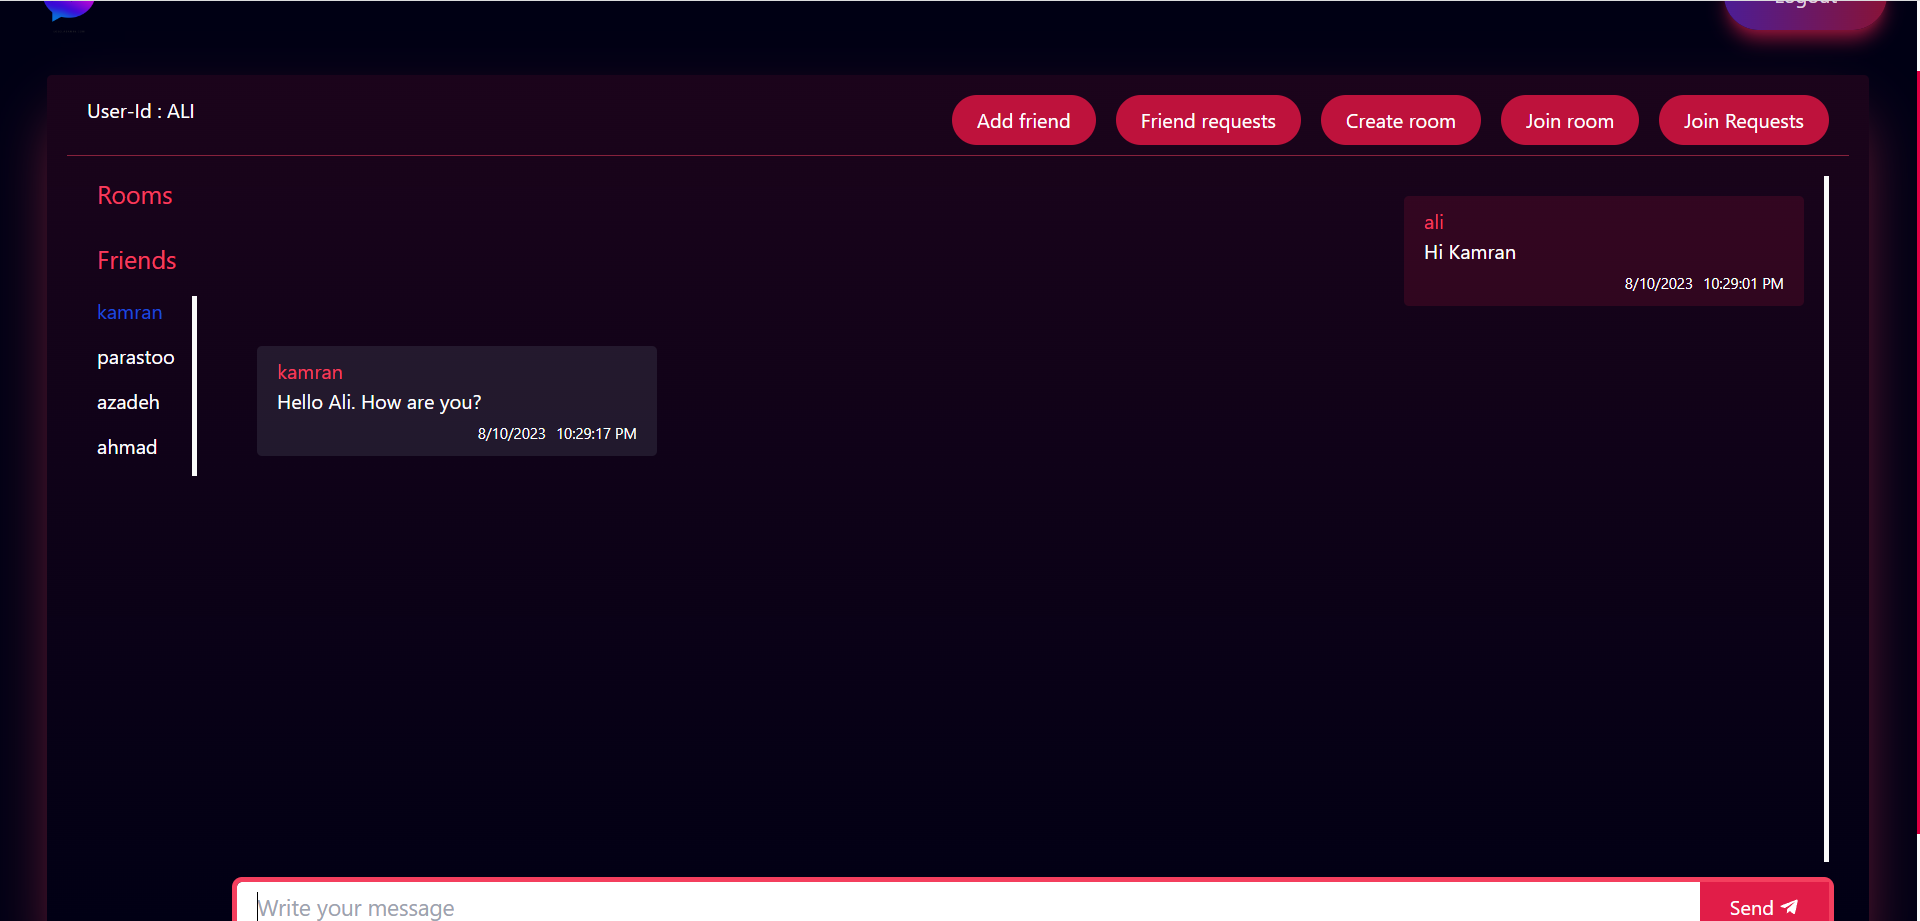 Logout
User-Id : ALI
Add friend
Friend requests
Create room
Join room
Join Requests
Rooms
Friends
kamran
parastoo
azadeh
ahmad
ali
Hi Kamran
8/10/2023 10:29:01 PM
kamran
Hello Ali. How are you?
8/10/2023 10:29:17 PM
Write your message
Send